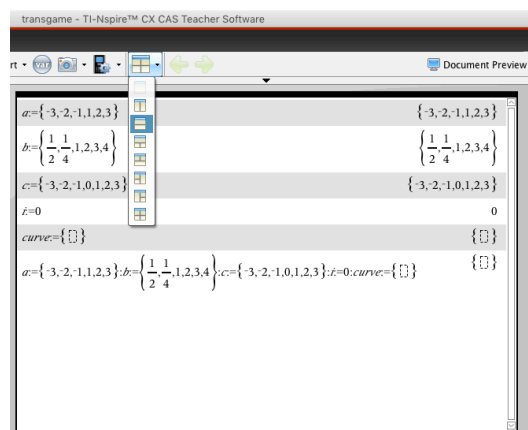 transgame - TI-Nspire™ CX CAS Teacher Software
rt var Document Preview
a:={-3,-2,-1,1,2,3} {-3,-2,-1,1,2,3}
b:={1/2,1/4,1,2,3,4} {1/2,1/4,1,2,3,4}
c:={-3,-2,-1,0,1,2,3} {-3,-2,-1,0,1,2,3}
i:=0 0
curve:={▯} {▯}
a:={-3,-2,-1,1,2,3}:b:={1/2,1/4,1,2,3,4}:c:={-3,-2,-1,0,1,2,3}:i:=0:curve:={▯} {▯}